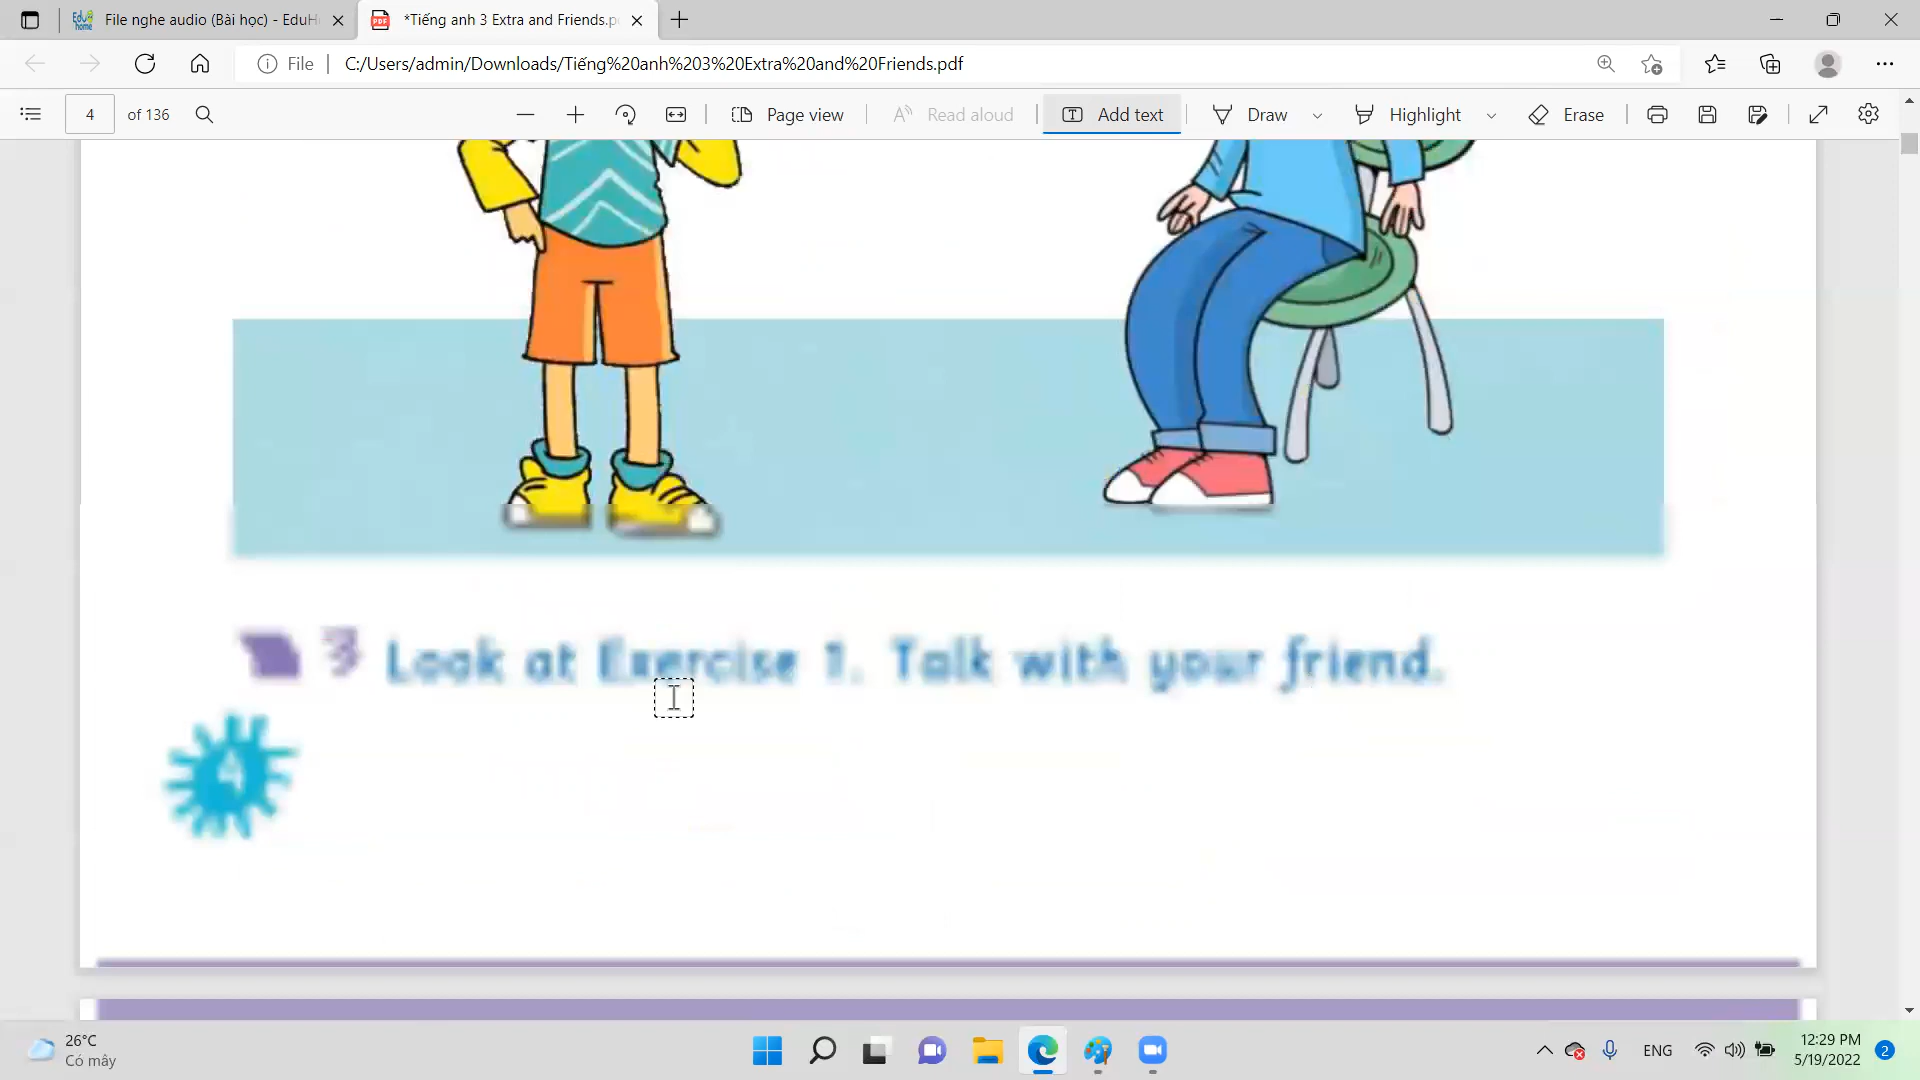 File nghe audio (Bài học) - EduH
*Tiếng anh 3 Extra and Friends.p
File
C:/Users/admin/Downloads/Tiếng%20anh%203%20Extra%20and%20Friends.pdf
4 of 136
Page view
Read aloud
Add text
Draw
Highlight
Erase
3 Look at Exercise 1. Talk with your friend.
4
26°C
Có mây
ENG
12:29 PM
5/19/2022
2